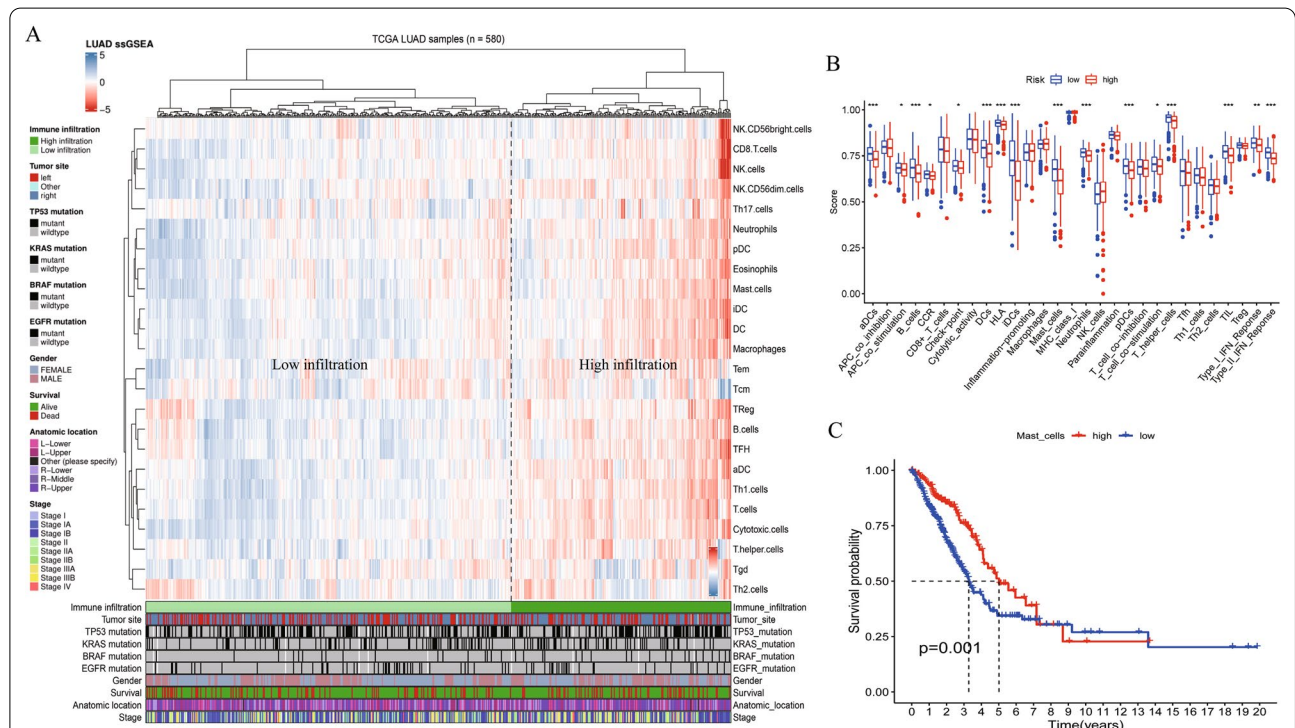 A
LUAD ssGSEA
5
0
−5
TCGA LUAD samples (n = 580)
Immune infiltration
High infiltration
Low infiltration
Tumor site
left
Other
right
TP53 mutation
mutant
wildtype
KRAS mutation
mutant
wildtype
BRAF mutation
mutant
wildtype
EGFR mutation
mutant
wildtype
Gender
FEMALE
MALE
Survival
Alive
Dead
Anatomic location
L−Lower
L−Upper
Other (please specify)
R−Lower
R−Middle
R−Upper
Stage
Stage I
Stage IA
Stage IB
Stage II
Stage IIA
Stage IIB
Stage IIIA
Stage IIIB
Stage IV
NK.CD56bright.cells
CD8.T.cells
NK.cells
NK.CD56dim.cells
Th17.cells
Neutrophils
pDC
Eosinophils
Mast.cells
iDC
DC
Macrophages
Tem
Tcm
TReg
B.cells
TFH
aDC
Th1.cells
T.cells
Cytotoxic.cells
T.helper.cells
Tgd
Th2.cells
Low infiltration
High infiltration
Immune infiltration
Immune_infiltration
Tumor site
Tumor_site
TP53 mutation
TP53_mutation
KRAS mutation
KRAS_mutation
BRAF mutation
BRAF_mutation
EGFR mutation
EGFR_mutation
Gender
Gender
Survival
Survival
Anatomic location
Anatomic_location
Stage
Stage
B
Risk low high
*** * *** * * *** *** *** *** *** *** * *** *** ** ***
1.00
0.75
0.50
0.25
0.00
Score
aDCs
APC_co_inhibition
APC_co_stimulation
B_cells
CCR
CD8+_T_cells
Check−point
Cytolytic_activity
DCs
HLA
iDCs
Inflammation−promoting
Macrophages
Mast_cells
MHC_class_I
Neutrophils
NK_cells
Parainflammation
pDCs
T_cell_co−inhibition
T_cell_co−stimulation
T_helper_cells
Tfh
Th1_cells
Th2_cells
TIL
Treg
Type_I_IFN_Reponse
Type_II_IFN_Reponse
C
Mast_cells high low
1.00
0.75
0.50
0.25
0.00
Survival probability
p=0.001
0 1 2 3 4 5 6 7 8 9 10 11 12 13 14 15 16 17 18 19 20
Time(years)